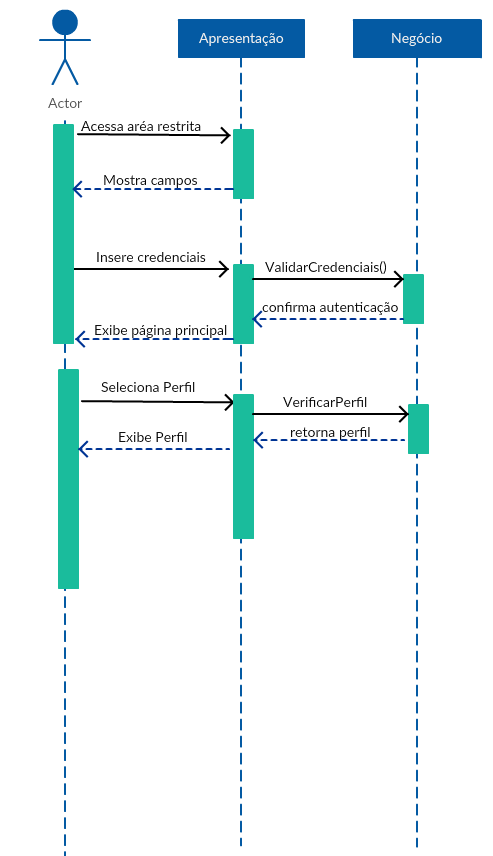 Apresentação
Negócio
Actor
Acessa aréa restrita
Mostra campos
Insere credenciais
ValidarCredenciais()
confirma autenticação
Exibe página principal
Seleciona Perfil
VerificarPerfil
retorna perfil
Exibe Perfil